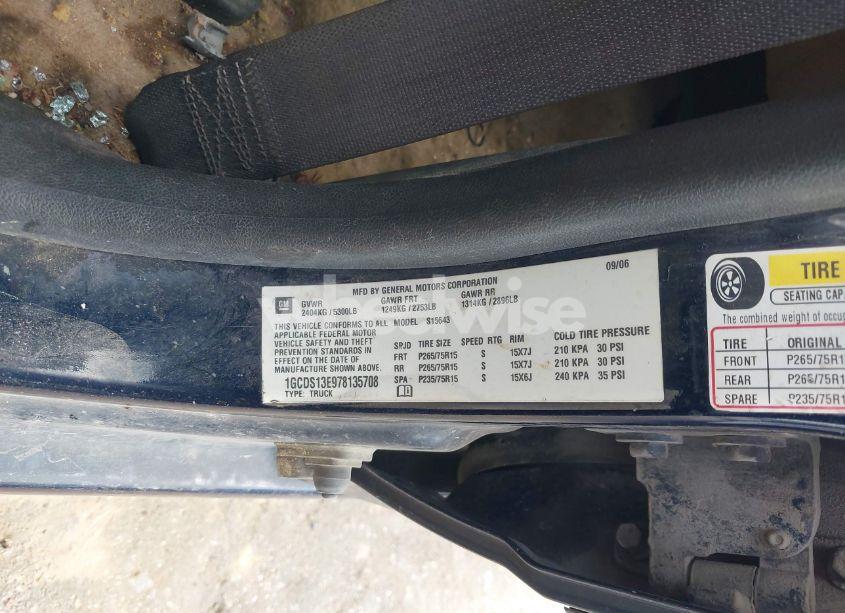 MFD BY GENERAL MOTORS CORPORATION 09/06
GM GVWR GAWR FRT GAWR RR
2404KG / 5300LB 1249KG / 2753LB 1314KG / 2896LB
THIS VEHICLE CONFORMS TO ALL MODEL S15643
APPLICABLE FEDERAL MOTOR
VEHICLE SAFETY AND THEFT
PREVENTION STANDARDS IN
EFFECT ON THE DATE OF
MANUFACTURE SHOWN ABOVE.
1GCDS13E978135708
TYPE: TRUCK
SPJD TIRE SIZE SPEED RTG RIM COLD TIRE PRESSURE
FRT P265/75R15 S 15X7J 210 KPA 30 PSI
RR P265/75R15 S 15X7J 210 KPA 30 PSI
SPA P235/75R15 S 15X6J 240 KPA 35 PSI
TIRE
SEATING CAP
The combined weight of occup
TIRE ORIGINAL
FRONT P265/75R1
REAR P265/75R1
SPARE P235/75R1